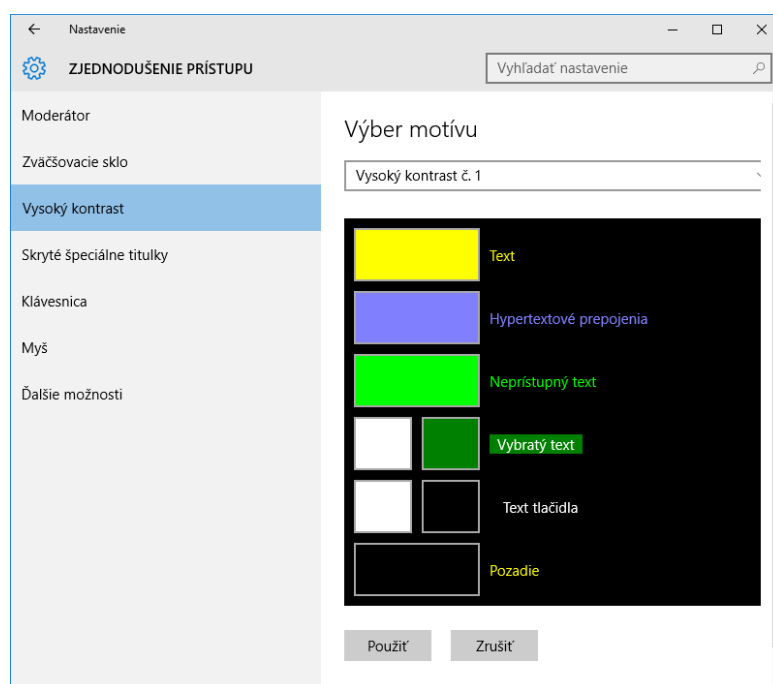 Nastavenie
ZJEDNODUŠENIE PRÍSTUPU
Vyhľadať nastavenie
Moderátor
Zväčšovacie sklo
Vysoký kontrast
Skryté špeciálne titulky
Klávesnica
Myš
Ďalšie možnosti
Výber motívu
Vysoký kontrast č. 1
Text
Hypertextové prepojenia
Neprístupný text
Vybratý text
Text tlačidla
Pozadie
Použiť
Zrušiť